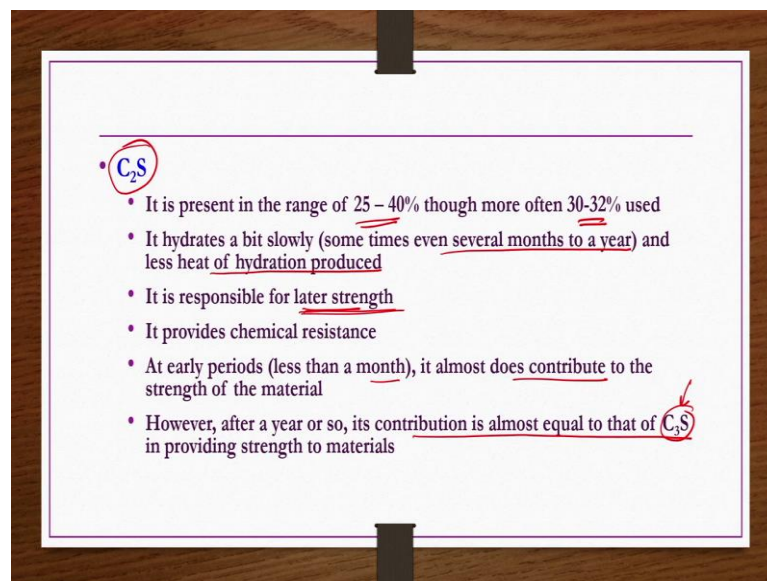 • C₂S
• It is present in the range of 25 – 40% though more often 30-32% used
• It hydrates a bit slowly (some times even several months to a year) and
less heat of hydration produced
• It is responsible for later strength
• It provides chemical resistance
• At early periods (less than a month), it almost does contribute to the
strength of the material
• However, after a year or so, its contribution is almost equal to that of C₃S
in providing strength to materials